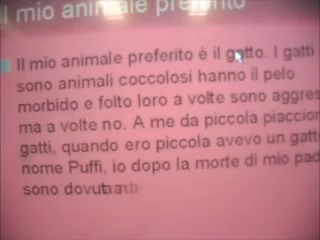 Il mio animale preferito
Il mio animale preferito è il gatto. I gatti
sono animali coccolosi hanno il pelo
morbido e folto loro a volte sono aggres
ma a volte no. A me da piccola piaccion
gatti, quando ero piccola avevo un gatt
nome Puffi, io dopo la morte di mio pad
sono dovuta